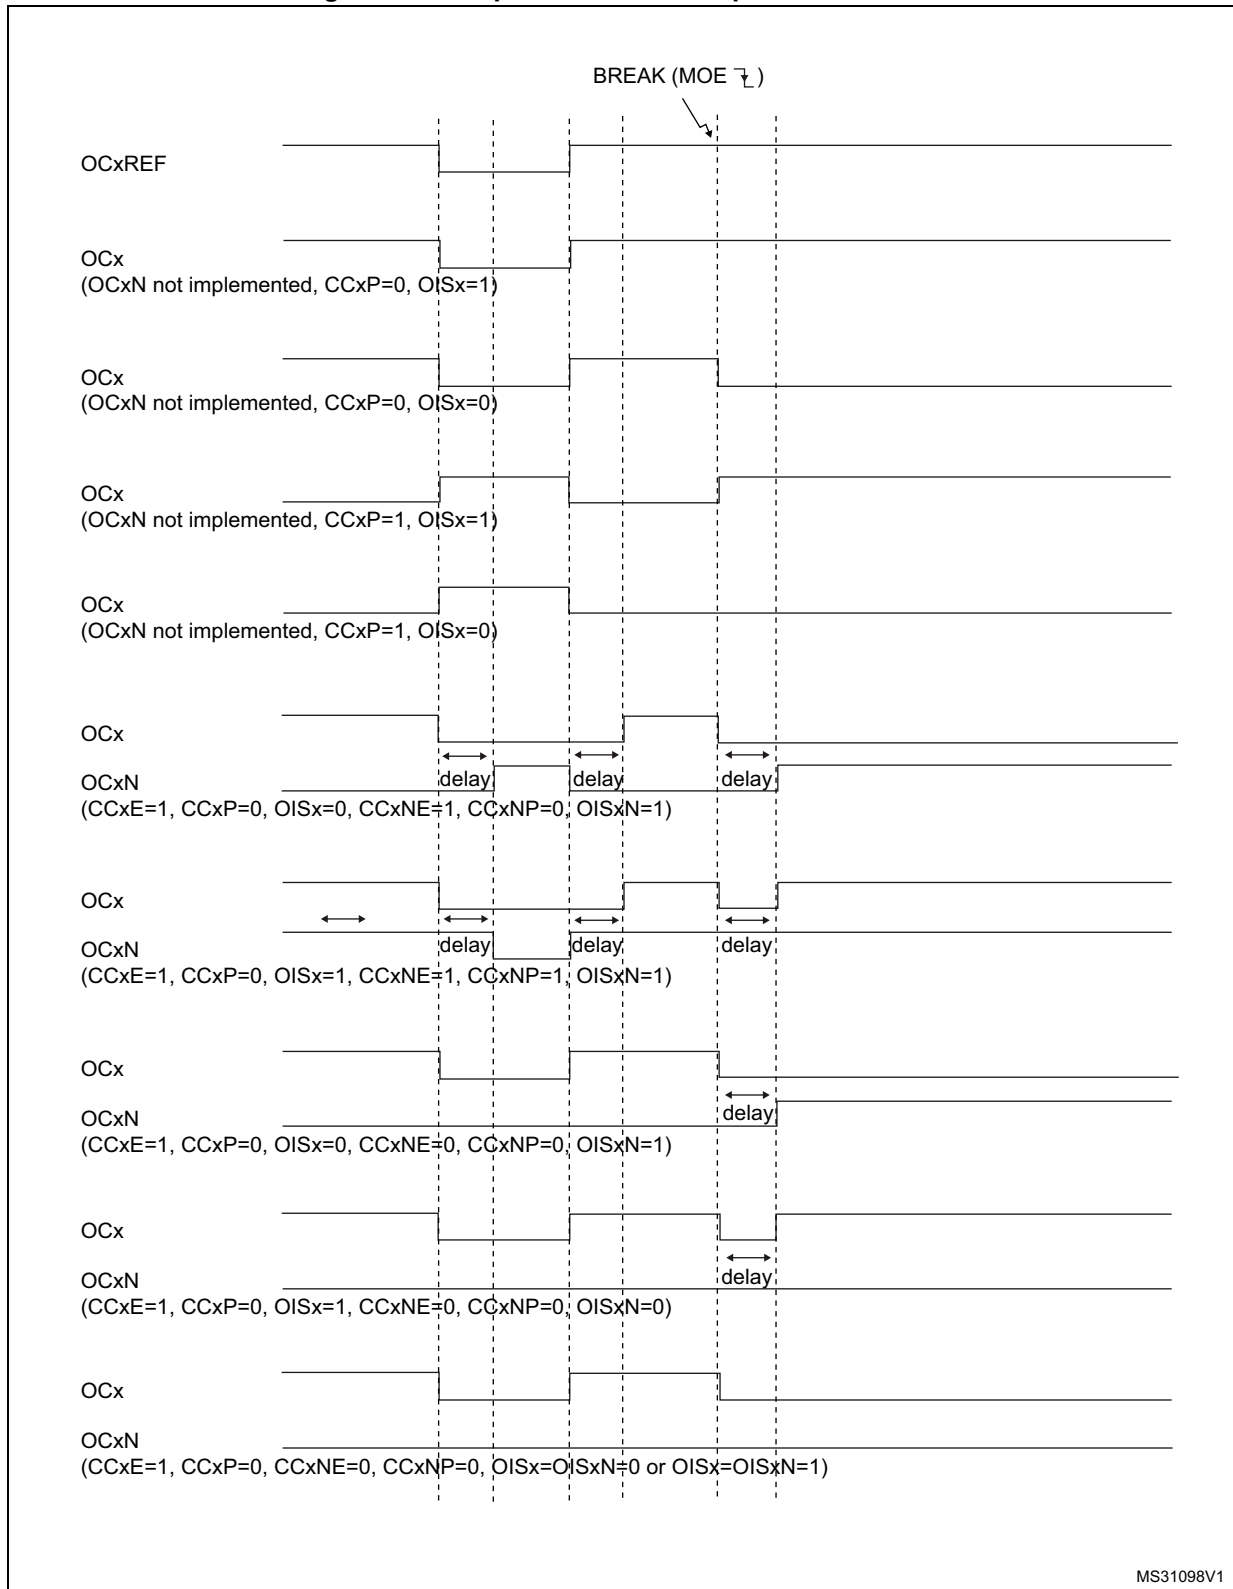 BREAK (MOE )
OCxREF
OCx
(OCxN not implemented, CCxP=0, OISx=1)
OCx
(OCxN not implemented, CCxP=0, OISx=0)
OCx
(OCxN not implemented, CCxP=1, OISx=1)
OCx
(OCxN not implemented, CCxP=1, OISx=0)
OCx
OCxN delay delay delay
(CCxE=1, CCxP=0, OISx=0, CCxNE=1, CCxNP=0, OISxN=1)
OCx
OCxN delay delay delay
(CCxE=1, CCxP=0, OISx=1, CCxNE=1, CCxNP=1, OISxN=1)
OCx
OCxN delay
(CCxE=1, CCxP=0, OISx=0, CCxNE=0, CCxNP=0, OISxN=1)
OCx
OCxN delay
(CCxE=1, CCxP=0, OISx=1, CCxNE=0, CCxNP=0, OISxN=0)
OCx
OCxN
(CCxE=1, CCxP=0, CCxNE=0, CCxNP=0, OISx=OISxN=0 or OISx=OISxN=1)
MS31098V1